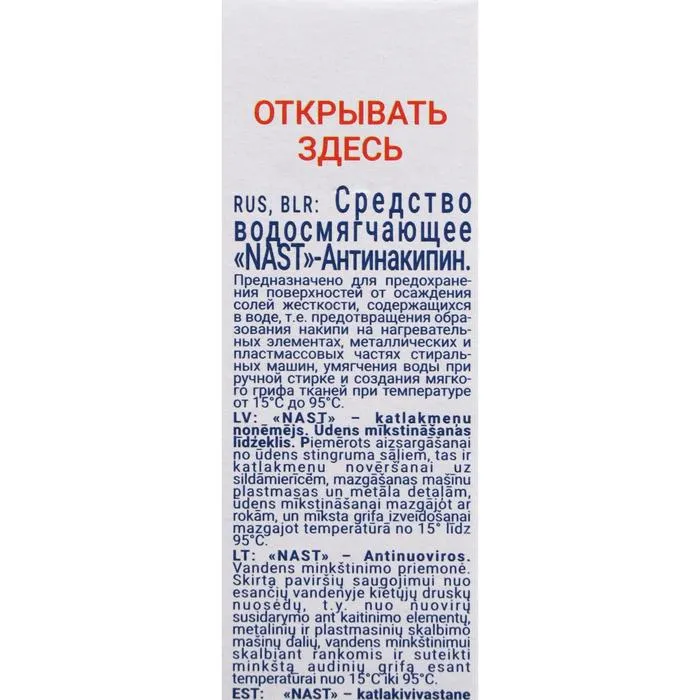 ОТКРЫВАТЬ
ЗДЕСЬ
RUS, BLR: Средство
водосмягчающее
«NAST»-Антинакипин.
Предназначено для предохране-
ния поверхностей от осаждения
солей жесткости, содержащихся
в воде, т.е. предотвращения обра-
зования накипи на нагреватель-
ных элементах, металлических и
пластмассовых частях стираль-
ных машин, умягчения воды при
ручной стирке и создания мягко-
го грифа тканей при температуре
от 15°C до 95°C.
LV: «NAST» – katlakmeņu
noņēmējs. Ūdens mīkstināšanas
līdzeklis. Piemērots aizsargāšanai
no ūdens stingruma sāļiem, tas ir
katlakmeņu novēršanai uz
sildāmierīcēm, mazgāšanas mašīnu
plastmasas un metāla detaļām,
ūdens mīkstināšanai mazgājot ar
rokām, un mīksta grifa izveidošanai
mazgajot temperatūrā no 15° līdz
95°C.
LT: «NAST» – Antinuoviros.
Vandens minkštinimo priemonė.
Skirta paviršių saugojimui nuo
esančių vandenyje kietųjų druskų
nuosėdų, t.y. nuo nuovirų
susidarymo ant kaitinimo elementų,
metalinių ir plastmasinių skalbimo
mašinų dalių, vandens minkštinimui
skalbiant rankomis ir suteikti
minkštą audinių grifą esant
temperatūrai nuo 15°C iki 95°C.
EST: «NAST» – katlakivivastane